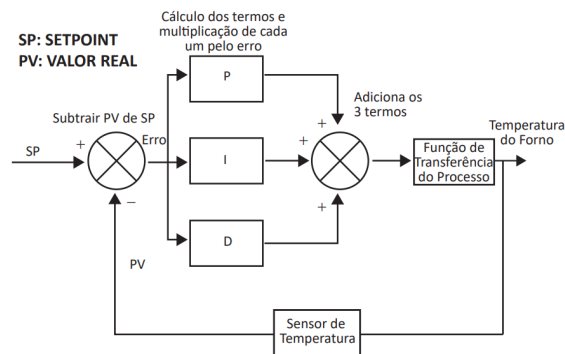 Cálculo dos termos e
multiplicação de cada
um pelo erro
SP: SETPOINT
PV: VALOR REAL
P
Adiciona os
3 termos
Subtrair PV de SP
Temperatura
do Forno
+
+
SP
+
Erro
I
Função de
Transferência
do Processo
−
+
D
PV
Sensor de
Temperatura